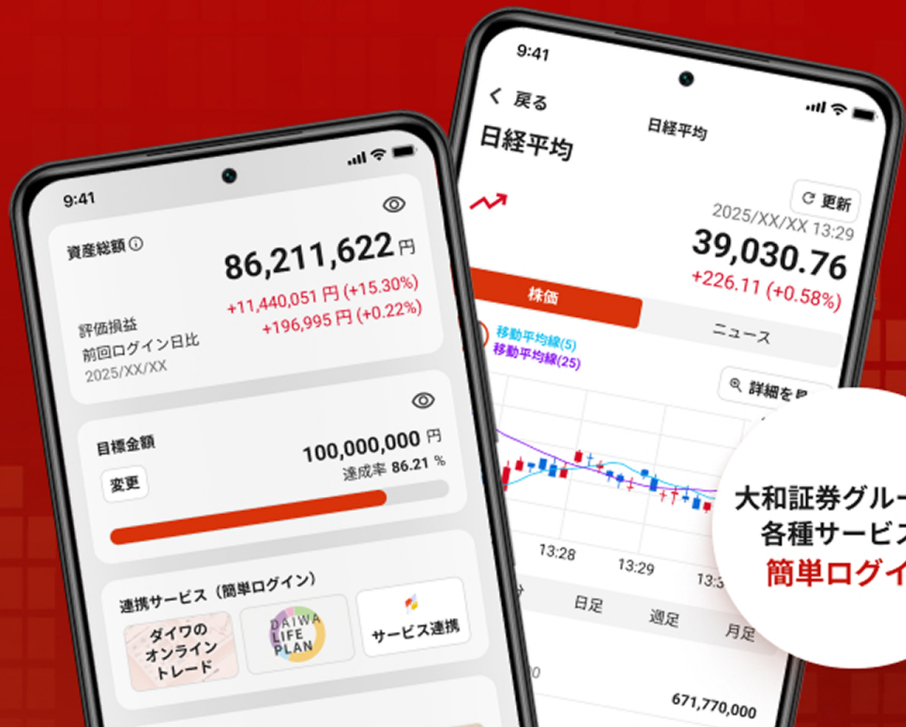 9:41
資産総額
86,211,622 円
+11,440,051 円 (+15.30%)
評価損益
+196,995 円 (+0.22%)
前回ログイン日比
2025/XX/XX
目標金額
100,000,000 円
変更
達成率 86.21 %
連携サービス（簡単ログイン）
ダイワの
オンライン
トレード
DAIWA
LIFE
PLAN
サービス連携
9:41
戻る
日経平均
日経平均
更新
2025/XX/XX 13:29
39,030.76
+226.11 (+0.58%)
株価
ニュース
移動平均線(5)
移動平均線(25)
詳細を
13:28
13:29
13:3
分
日足
週足
月足
671,770,000
大和証券グルー
各種サービス
簡単ログイ